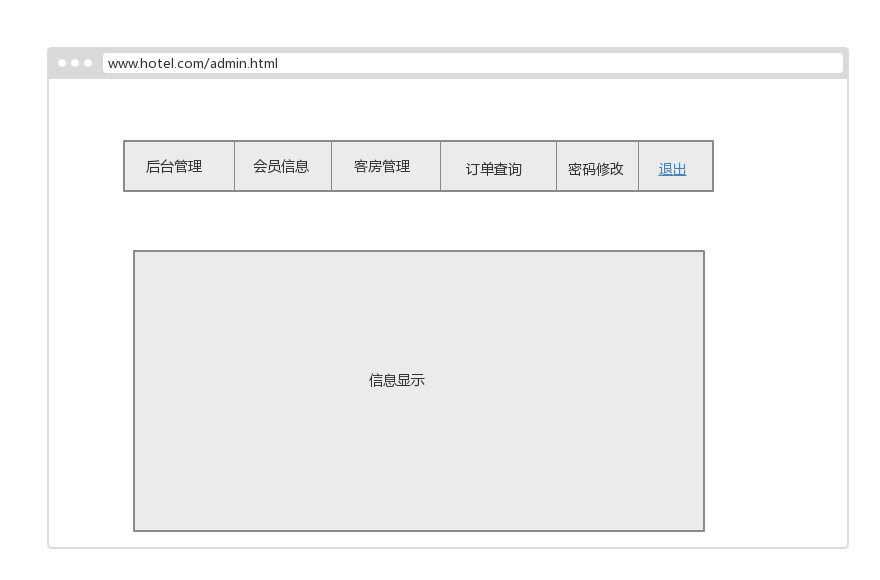 www.hotel.com/admin.html
后台管理 会员信息 客房管理 订单查询 密码修改 退出
信息显示